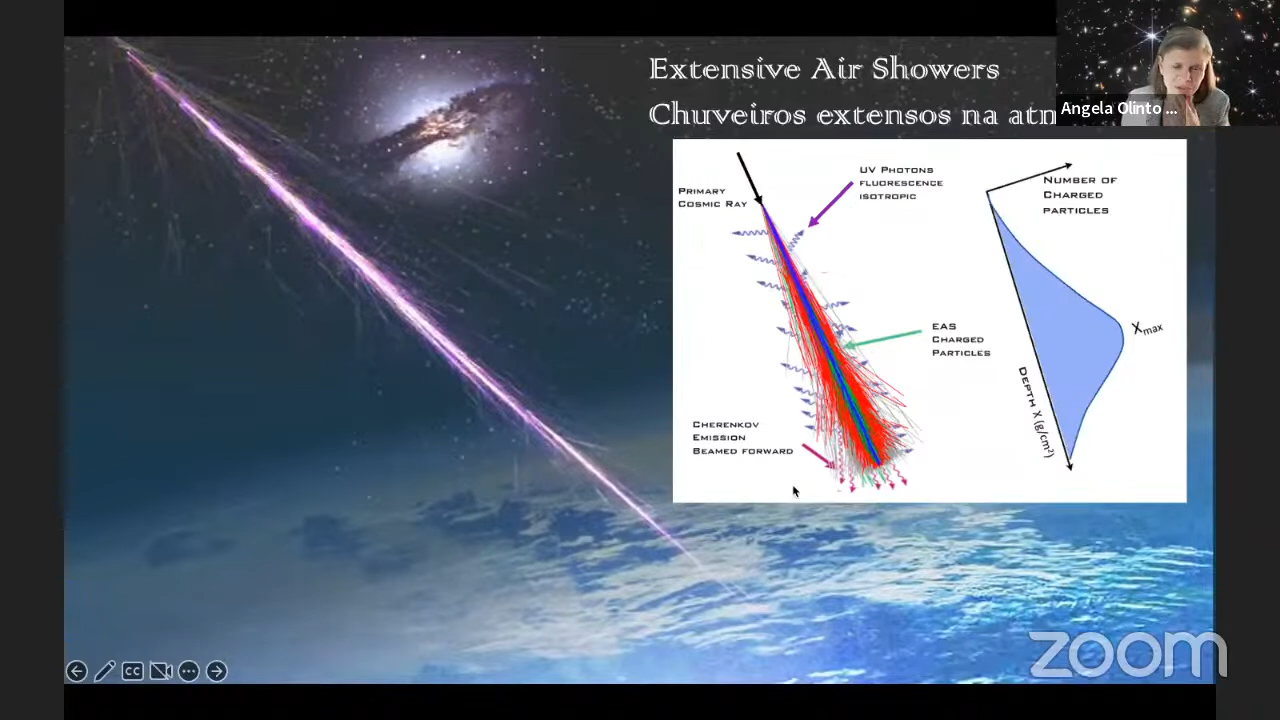 Extensive Air Showers
Chuveiros extensos na atm
Angela Olinto ...
PRIMARY
COSMIC RAY
UV PHOTONS
FLUORESCENCE
ISOTROPIC
NUMBER OF
CHARGED
PARTICLES
EAS
CHARGED
PARTICLES
Xmax
DEPTH X (g/cm²)
CHERENKOV
EMISSION
BEAMED FORWARD
CC
zoom